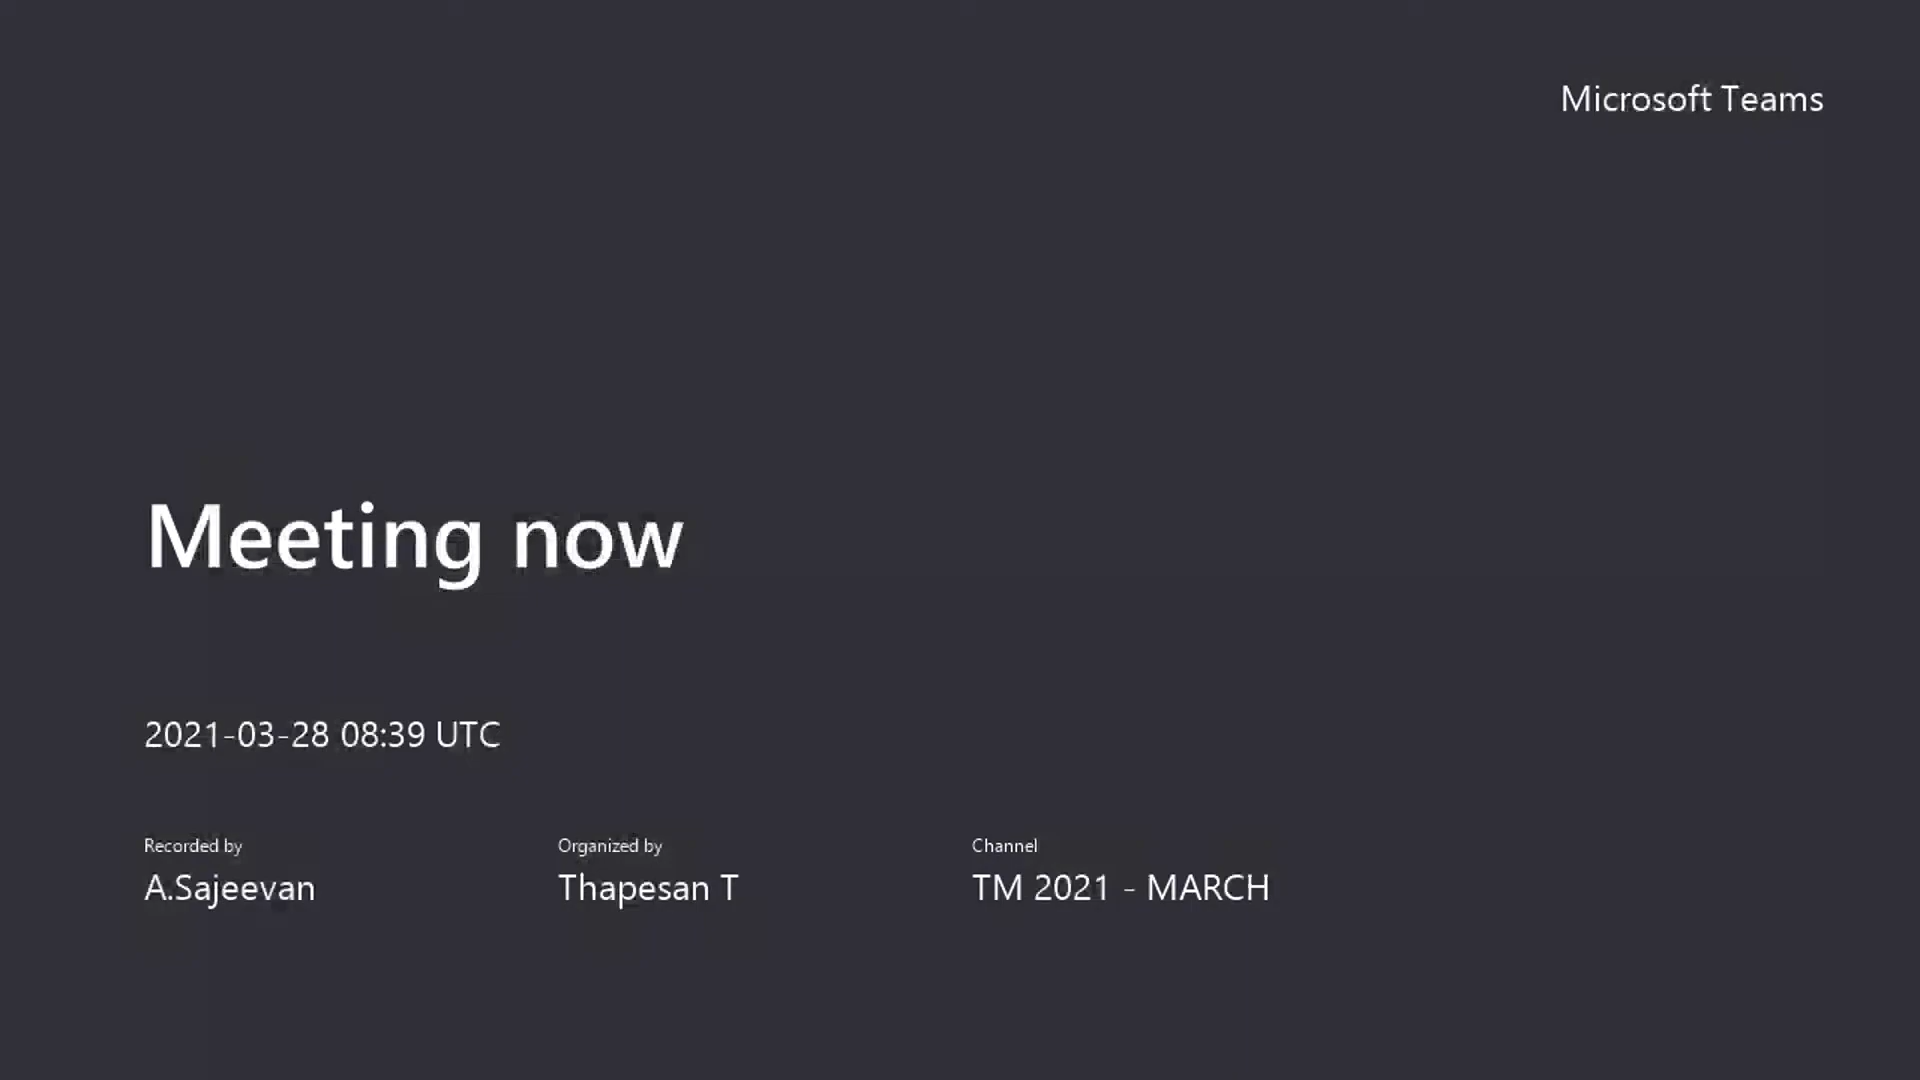 Microsoft Teams
Meeting now
2021-03-28 08:39 UTC
Recorded by
A.Sajeevan
Organized by
Thapesan T
Channel
TM 2021 - MARCH